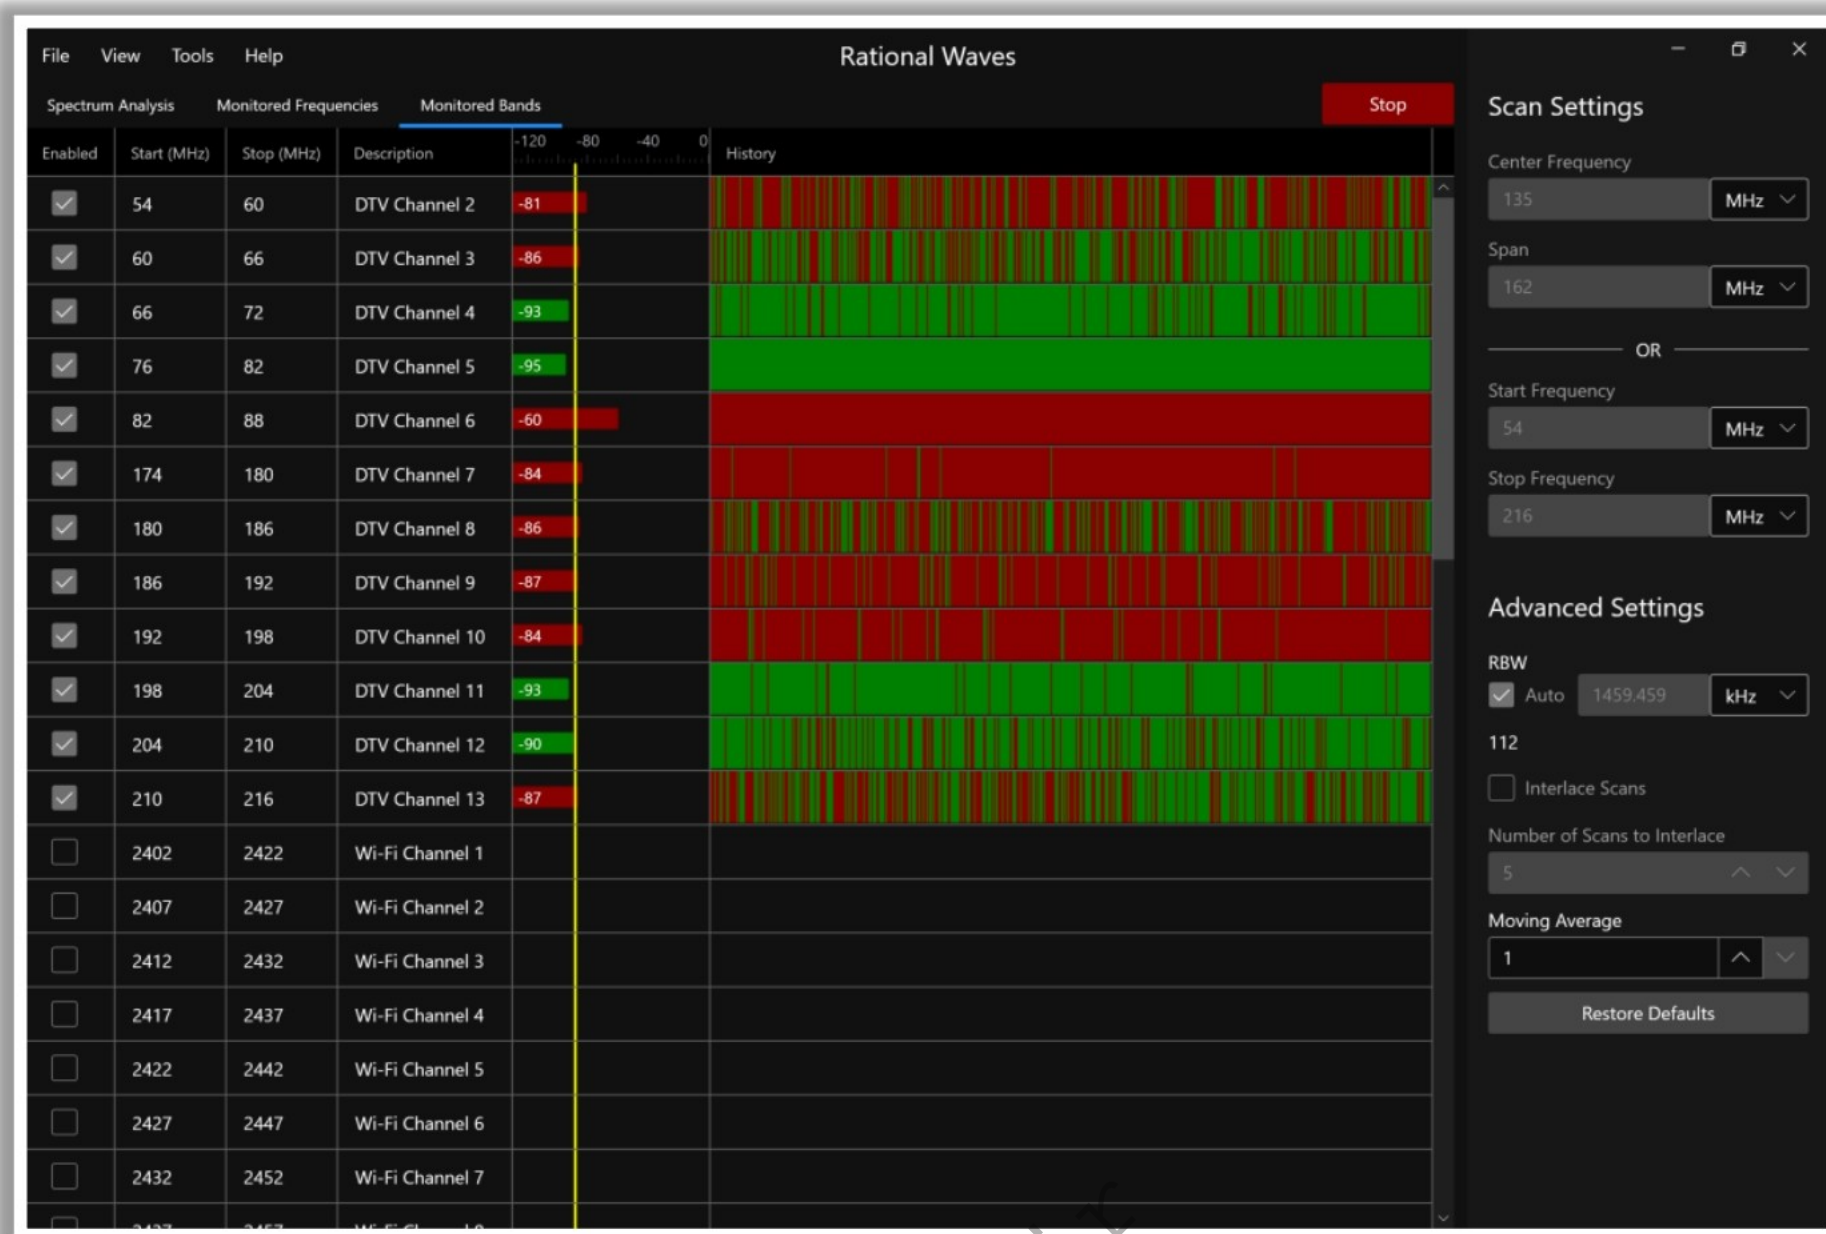 File View Tools Help
Rational Waves
Spectrum Analysis Monitored Frequencies Monitored Bands Stop
Enabled Start (MHz) Stop (MHz) Description -120 -80 -40 0 History
54 60 DTV Channel 2 -81
60 66 DTV Channel 3 -86
66 72 DTV Channel 4 -93
76 82 DTV Channel 5 -95
82 88 DTV Channel 6 -60
174 180 DTV Channel 7 -84
180 186 DTV Channel 8 -86
186 192 DTV Channel 9 -87
192 198 DTV Channel 10 -84
198 204 DTV Channel 11 -93
204 210 DTV Channel 12 -90
210 216 DTV Channel 13 -87
2402 2422 Wi-Fi Channel 1
2407 2427 Wi-Fi Channel 2
2412 2432 Wi-Fi Channel 3
2417 2437 Wi-Fi Channel 4
2422 2442 Wi-Fi Channel 5
2427 2447 Wi-Fi Channel 6
2432 2452 Wi-Fi Channel 7
Scan Settings
Center Frequency
135 MHz
Span
162 MHz
OR
Start Frequency
54 MHz
Stop Frequency
216 MHz
Advanced Settings
RBW
Auto 1459.459 kHz
112
Interlace Scans
Number of Scans to Interlace
5
Moving Average
1
Restore Defaults